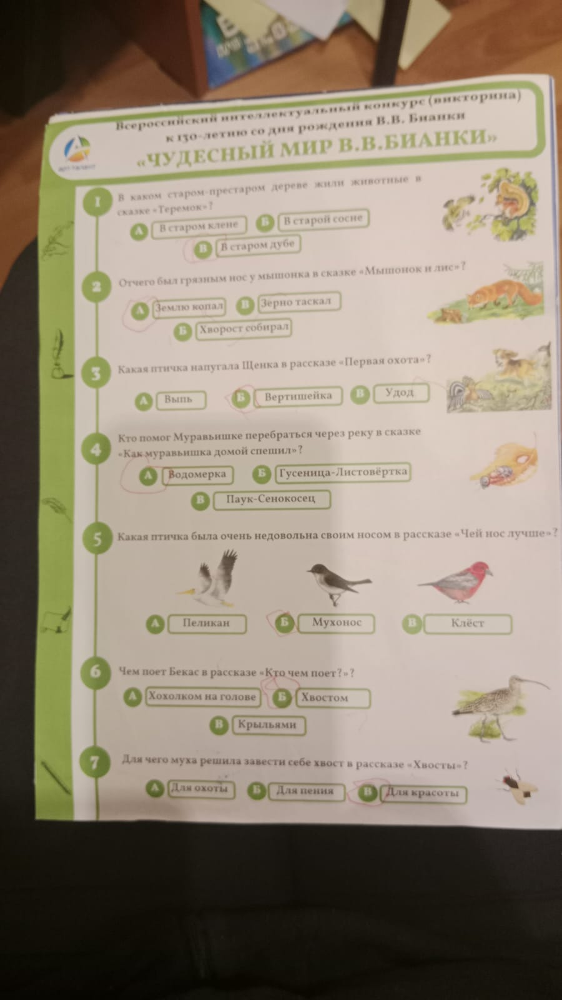 Всероссийский интеллектуальный конкурс (викторина)
к 130-летию со дня рождения В.В. Бианки
«ЧУДЕСНЫЙ МИР В.В.БИАНКИ»
1 В каком старом-престаром дереве жили животные в
сказке «Теремок»?
А В старом клене Б В старой сосне
В В старом дубе
2 Отчего был грязным нос у мышонка в сказке «Мышонок и лис»?
А Землю копал В Зерно таскал
Б Хворост собирал
3 Какая птичка напугала Щенка в рассказе «Первая охота»?
А Выпь Б Вертишейка В Удод
4 Кто помог Муравьишке перебраться через реку в сказке
«Как муравьишка домой спешил»?
А Водомерка Б Гусеница-Листовёртка
В Паук-Сенокосец
5 Какая птичка была очень недовольна своим носом в рассказе «Чей нос лучше»?
А Пеликан Б Мухонос В Клёст
6 Чем поет Бекас в рассказе «Кто чем поет?»?
А Хохолком на голове Б Хвостом
В Крыльями
7 Для чего муха решила завести себе хвост в рассказе «Хвосты»?
А Для охоты Б Для пения В Для красоты